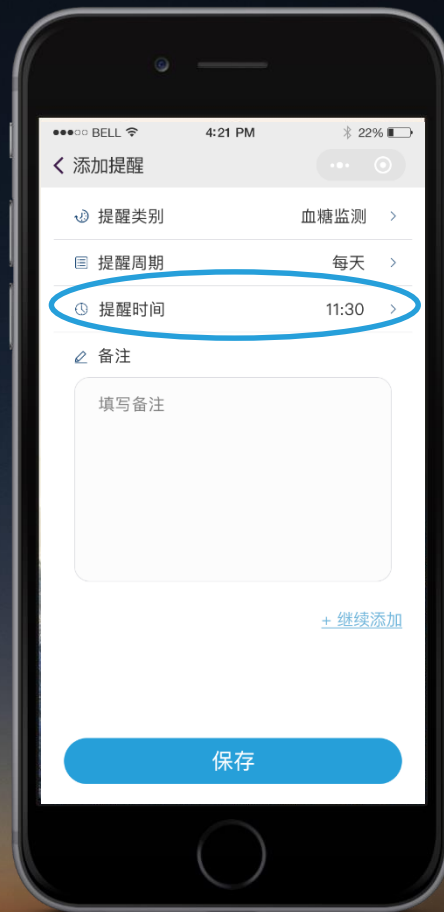 BELL 4:21 PM 22%
添加提醒
提醒类别 血糖监测
提醒周期 每天
提醒时间 11:30
备注
填写备注
+ 继续添加
保存